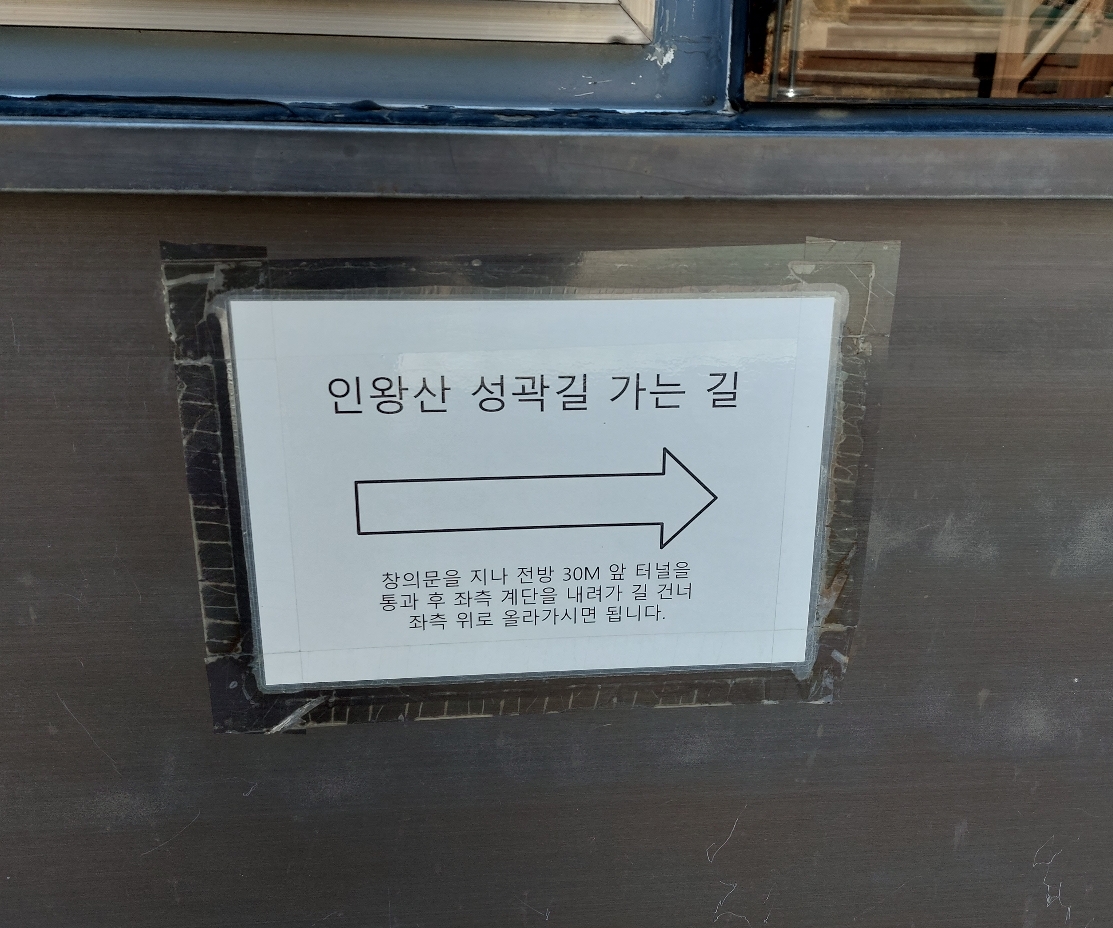 인왕산 성곽길 가는 길
창의문을 지나 전방 30M 앞 터널을
통과 후 좌측 계단을 내려가 길 건너
좌측 위로 올라가시면 됩니다.